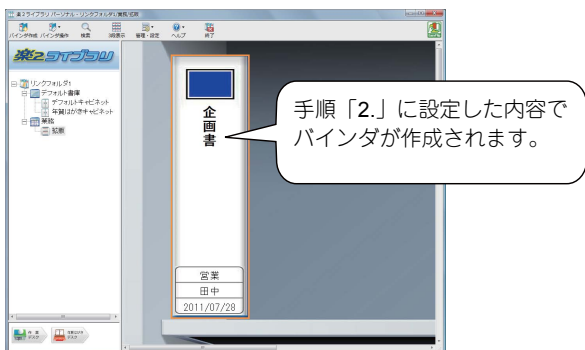 楽2ライブラリ パーソナル - リンクフォルダ1/業務/拡販
バインダ作成 バインダ操作 検索 3段表示 管理・設定 ヘルプ 終了
楽2ライブラリ
リンクフォルダ1
デフォルト書庫
デフォルトキャビネット
年賀はがきキャビネット
業務
拡販
企画書
手順「2.」に設定した内容で
バインダが作成されます。
営業
田中
2011/07/28